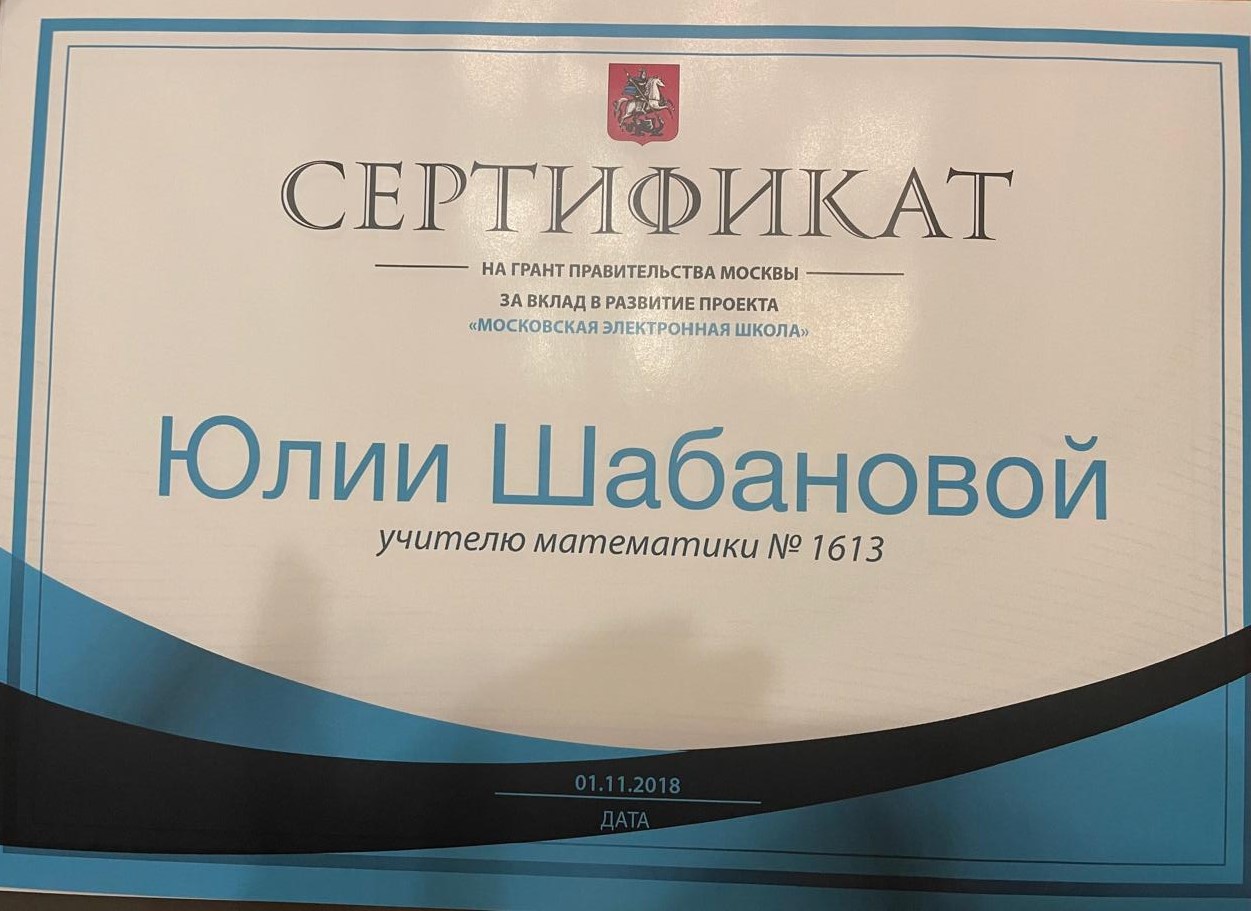 СЕРТИФИКАТ
НА ГРАНТ ПРАВИТЕЛЬСТВА МОСКВЫ
ЗА ВКЛАД В РАЗВИТИЕ ПРОЕКТА
«МОСКОВСКАЯ ЭЛЕКТРОННАЯ ШКОЛА»
Юлии Шабановой
учителю математики № 1613
01.11.2018
ДАТА